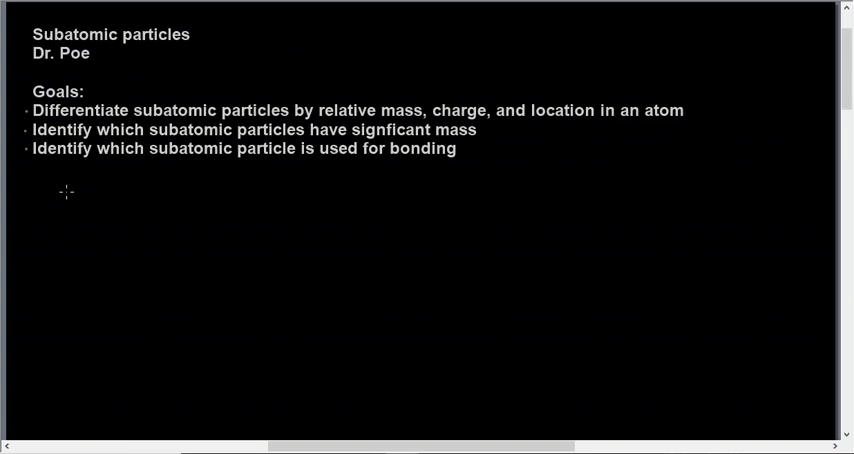 Subatomic particles
Dr. Poe
Goals:
· Differentiate subatomic particles by relative mass, charge, and location in an atom
· Identify which subatomic particles have signficant mass
· Identify which subatomic particle is used for bonding